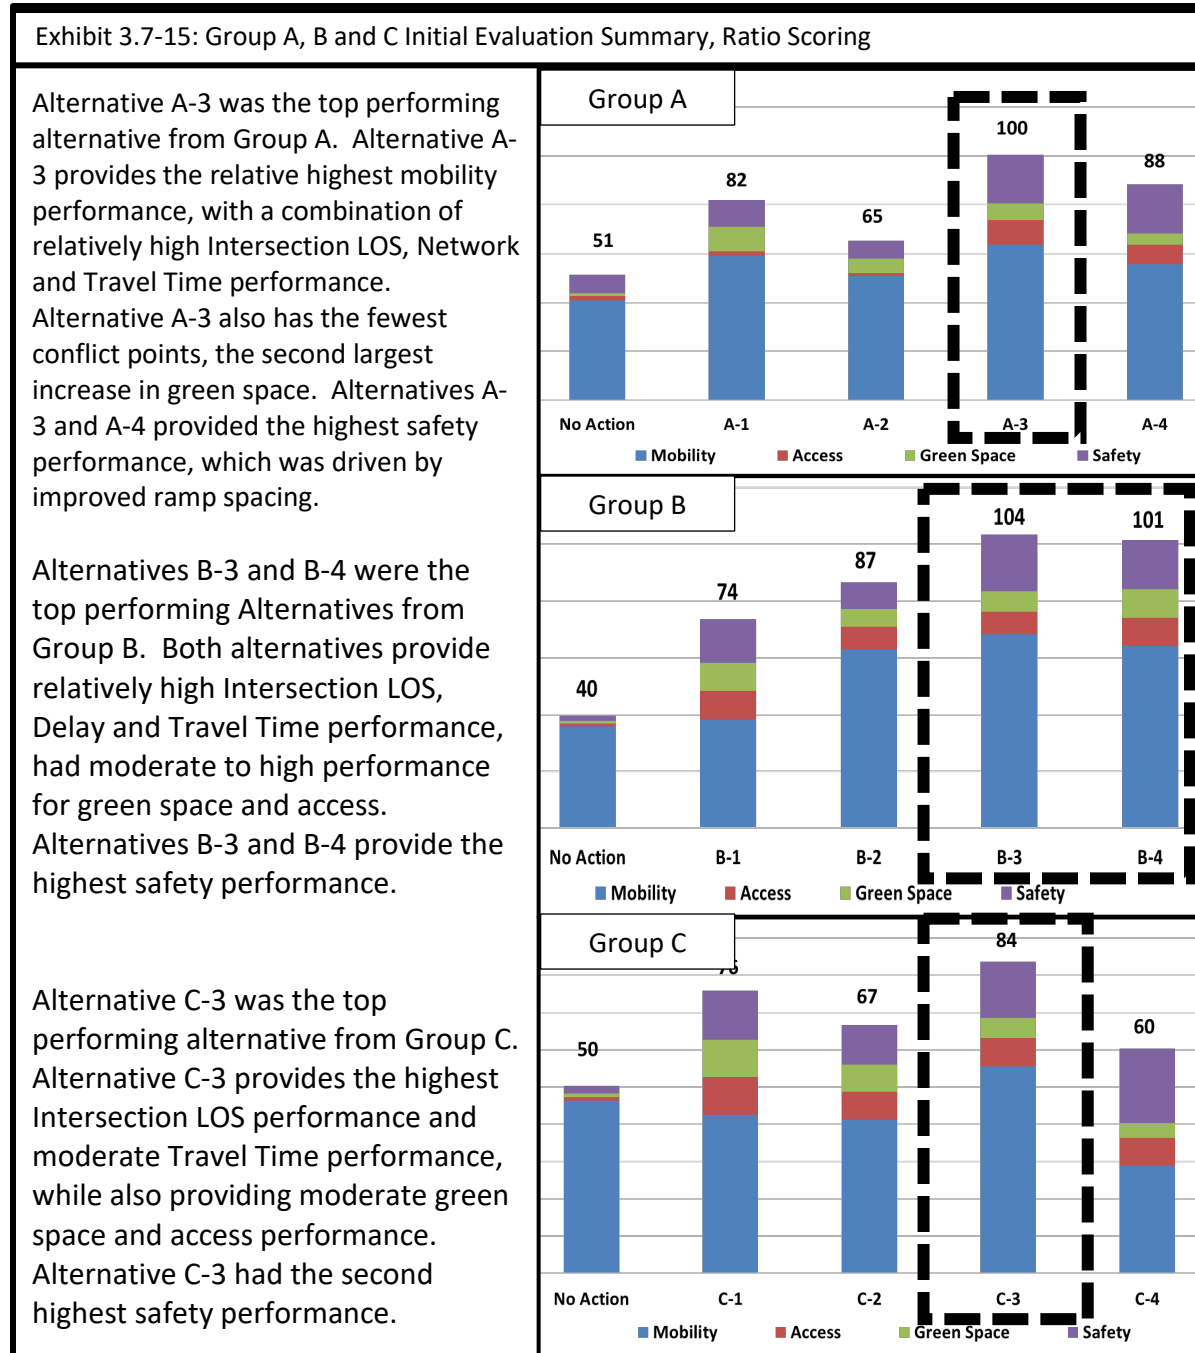 Exhibit 3.7-15: Group A, B and C Initial Evaluation Summary, Ratio Scoring
Alternative A-3 was the top performing
alternative from Group A. Alternative A-
3 provides the relative highest mobility
performance, with a combination of
relatively high Intersection LOS, Network
and Travel Time performance.
Alternative A-3 also has the fewest
conflict points, the second largest
increase in green space. Alternatives A-
3 and A-4 provided the highest safety
performance, which was driven by
improved ramp spacing.
Alternatives B-3 and B-4 were the
top performing Alternatives from
Group B. Both alternatives provide
relatively high Intersection LOS,
Delay and Travel Time performance,
had moderate to high performance
for green space and access.
Alternatives B-3 and B-4 provide the
highest safety performance.
Alternative C-3 was the top
performing alternative from Group C.
Alternative C-3 provides the highest
Intersection LOS performance and
moderate Travel Time performance,
while also providing moderate green
space and access performance.
Alternative C-3 had the second
highest safety performance.
Group A
51 82 65 100 88
No Action A-1 A-2 A-3 A-4
Mobility Access Green Space Safety
Group B
40 74 87 104 101
No Action B-1 B-2 B-3 B-4
Mobility Access Green Space Safety
Group C
50 67 84 60
No Action C-1 C-2 C-3 C-4
Mobility Access Green Space Safety